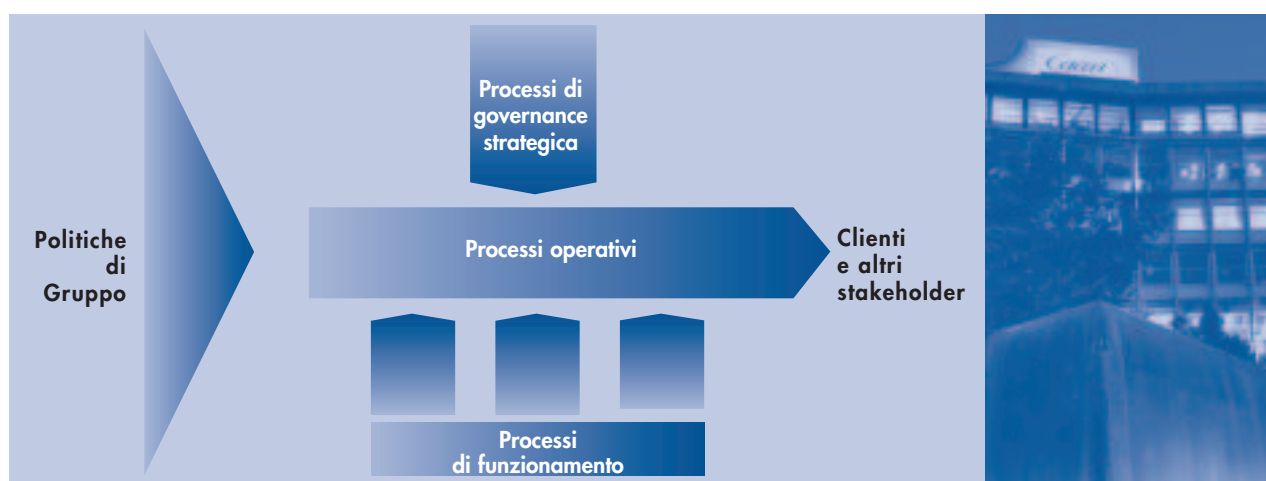 Processi di
governance
strategica
Politiche
di
Gruppo
Processi operativi
Clienti
e altri
stakeholder
Processi
di funzionamento